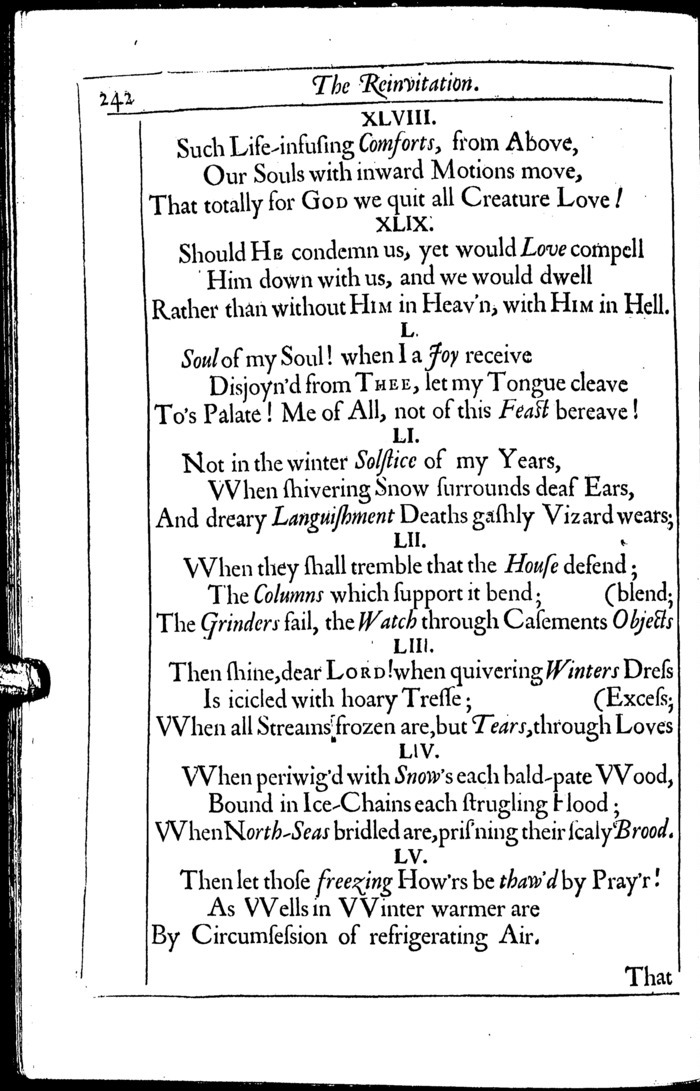 242
The Reinvitation.
XLVIII.
Such Life-infuſing Comforts, from Above,
Our Souls with inward Motions move,
That totally for GOD we quit all Creature Love!
XLIX.
Should HE condemn us, yet would Love compell
Him down with us, and we would dwell
Rather than without HIM in Heav'n, with HIM in Hell.
L.
Soul of my Soul! when I a Joy receive
Disjoyn'd from THEE, let my Tongue cleave
To's Palate! Me of All, not of this Feaſt bereave!
LI.
Not in the winter Solſtice of my Years,
VVhen ſhivering Snow ſurrounds deaf Ears,
And dreary Languiſhment Deaths gaſhly Vizard wears;
LII.
VVhen they ſhall tremble that the Houſe defend;
The Columns which ſupport it bend; (blend;
The Grinders fail, the Watch through Caſements Objects
LIII.
Then ſhine, dear LORD! when quivering Winters Dreſs
Is icicled with hoary Treſſe; (Exceſs;
VVhen all Streams frozen are, but Tears, through Loves
LIV.
VVhen periwig'd with Snow's each bald-pate VVood,
Bound in Ice-Chains each ſtrugling Flood;
VVhen North-Seas bridled are, priſ'ning their ſcaly Brood.
LV.
Then let thoſe freezing How'rs be thaw'd by Pray'r!
As VVells in VVinter warmer are
By Circumſeſsion of refrigerating Air.
That